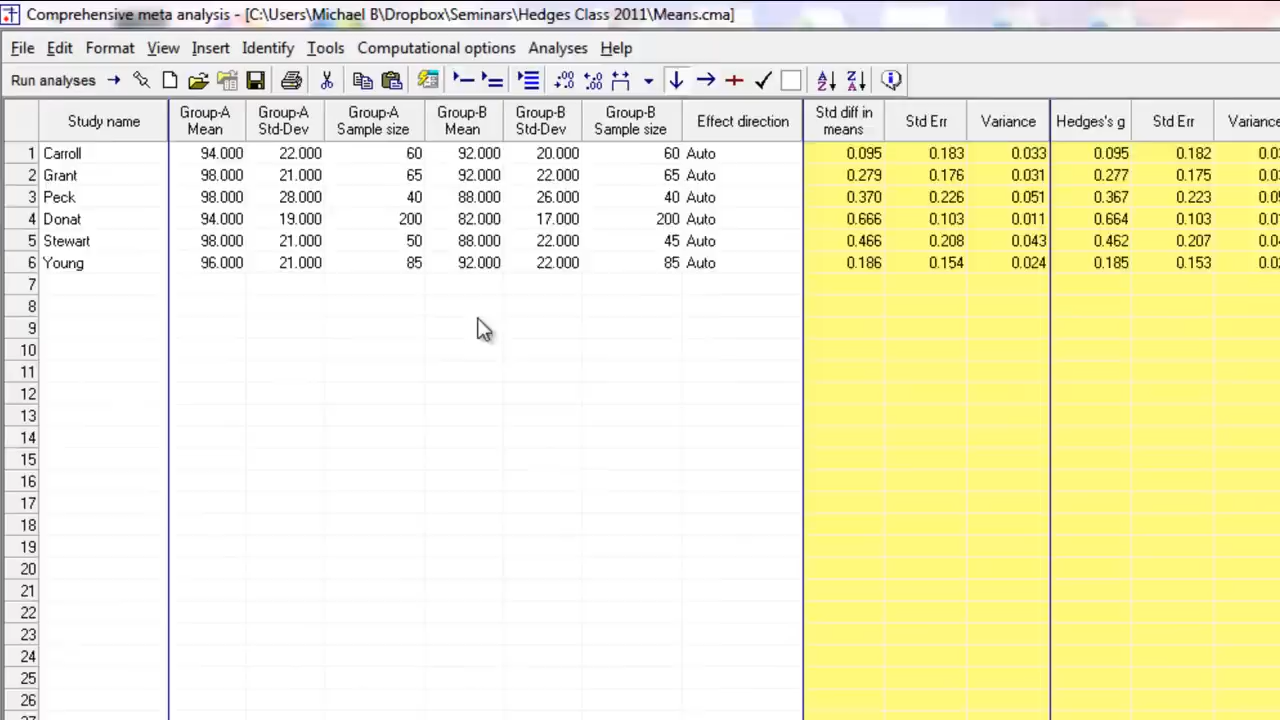 Comprehensive meta analysis - [C:\Users\Michael B\Dropbox\Seminars\Hedges Class 2011\Means.cma]
File Edit Format View Insert Identify Tools Computational options Analyses Help
Run analyses
Study name Group-A Mean Group-A Std-Dev Group-A Sample size Group-B Mean Group-B Std-Dev Group-B Sample size Effect direction Std diff in means Std Err Variance Hedges's g Std Err Variance
1 Carroll 94.000 22.000 60 92.000 20.000 60 Auto 0.095 0.183 0.033 0.095 0.182
2 Grant 98.000 21.000 65 92.000 22.000 65 Auto 0.279 0.176 0.031 0.277 0.175
3 Peck 98.000 28.000 40 88.000 26.000 40 Auto 0.370 0.226 0.051 0.367 0.223
4 Donat 94.000 19.000 200 82.000 17.000 200 Auto 0.666 0.103 0.011 0.664 0.103
5 Stewart 98.000 21.000 50 88.000 22.000 45 Auto 0.466 0.208 0.043 0.462 0.207
6 Young 96.000 21.000 85 92.000 22.000 85 Auto 0.186 0.154 0.024 0.185 0.153
7
8
9
10
11
12
13
14
15
16
17
18
19
20
21
22
23
24
25
26